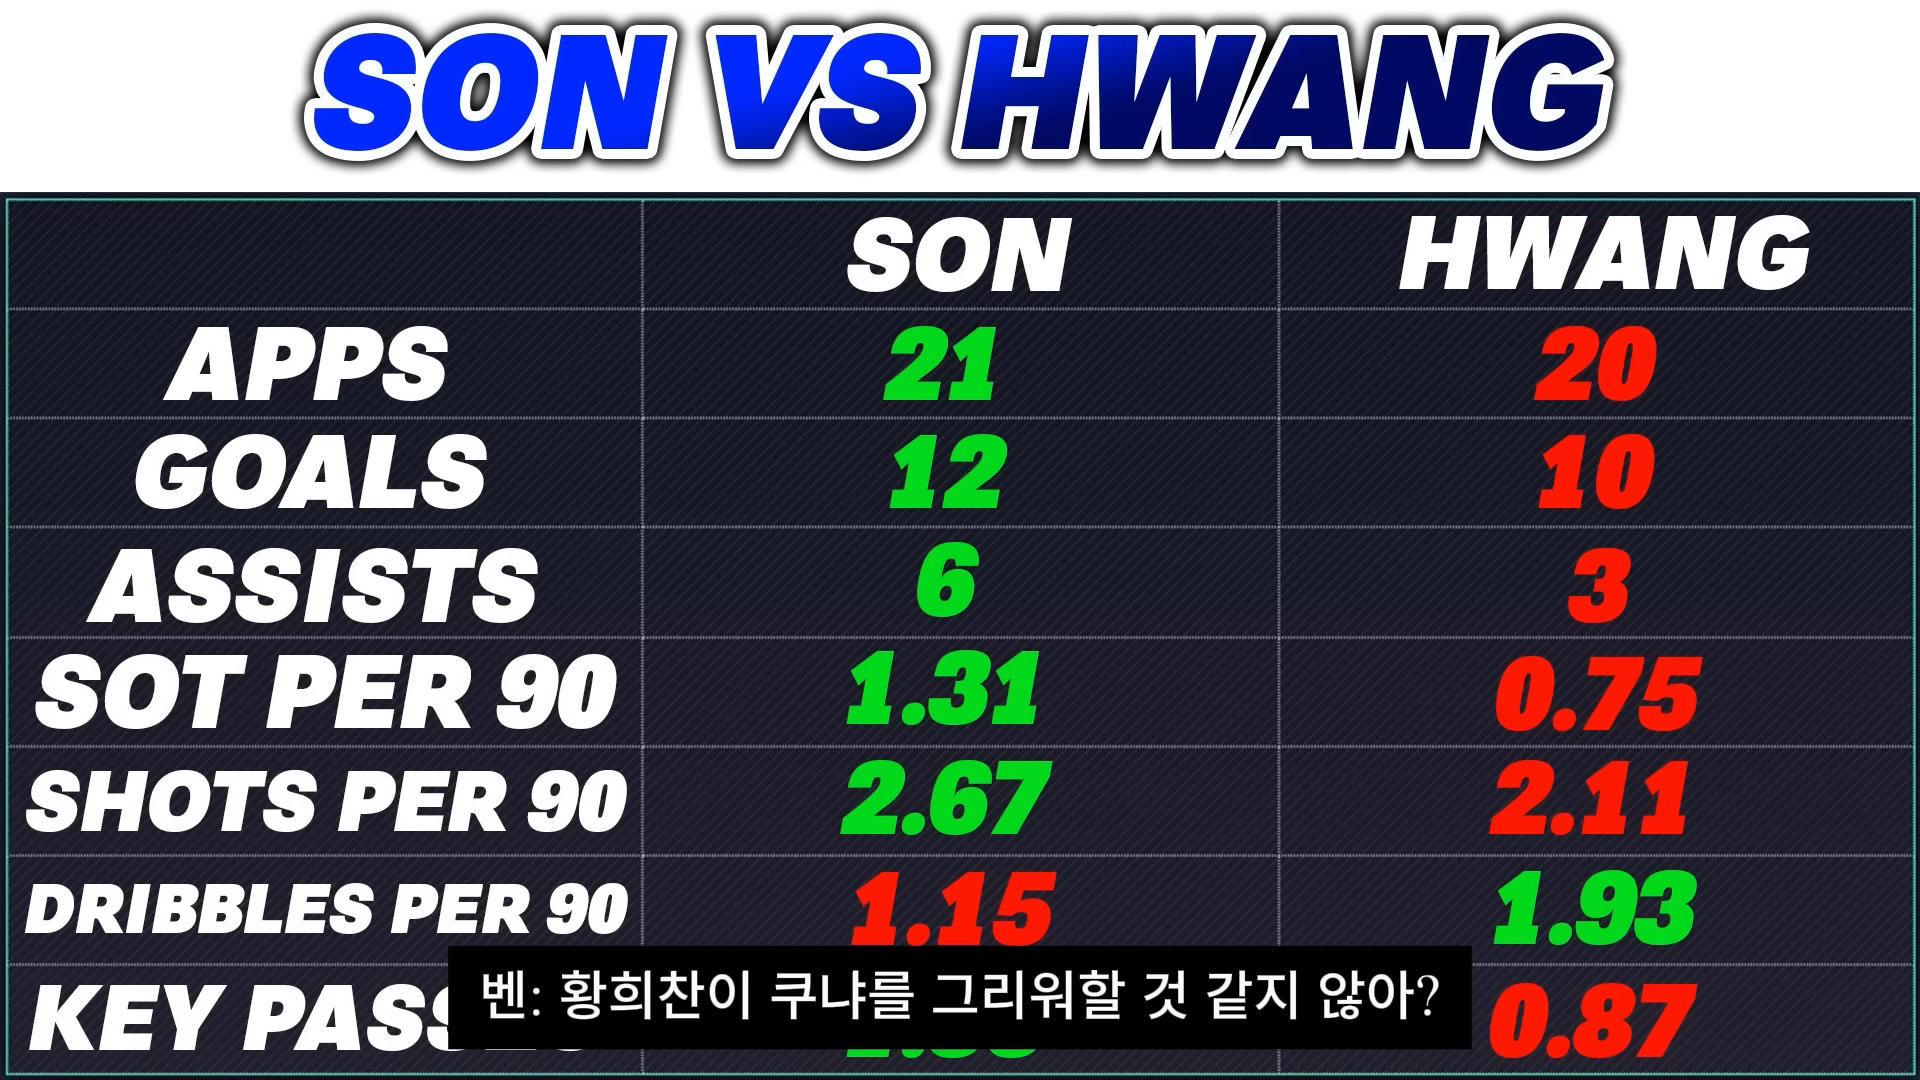 SON VS HWANG
SON HWANG
APPS 21 20
GOALS 12 10
ASSISTS 6 3
SOT PER 90 1.31 0.75
SHOTS PER 90 2.67 2.11
DRIBBLES PER 90 1.15 1.93
KEY 0.87
벤: 황희찬이 쿠냐를 그리워할 것 같지 않아?